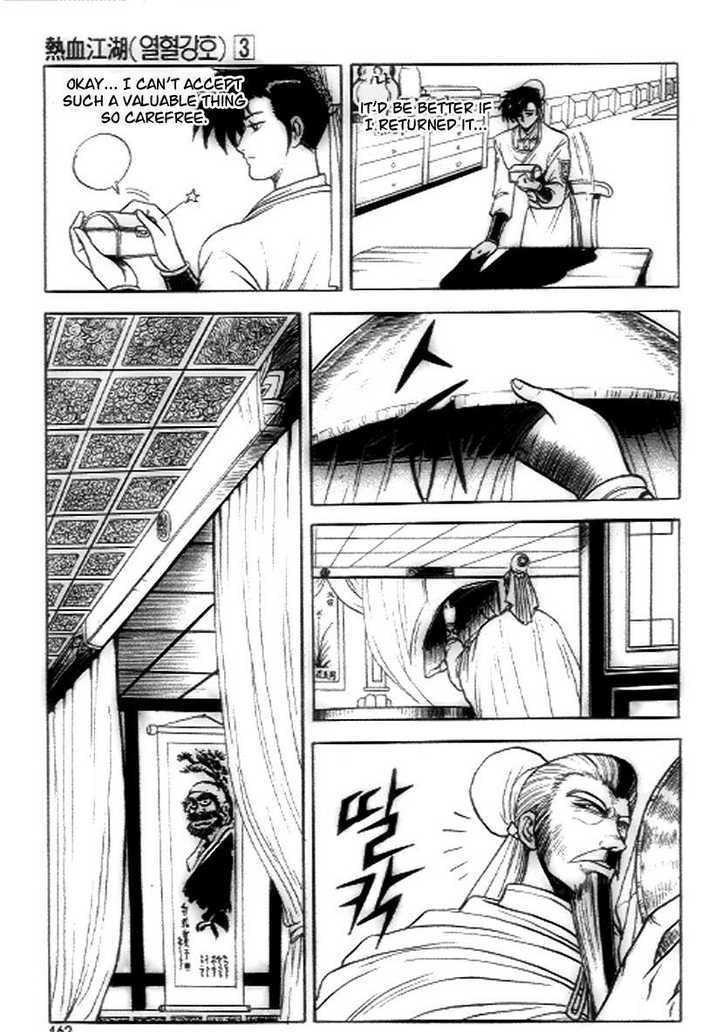 熱血江湖(열혈강호) 3
OKAY... I CAN'T ACCEPT
SUCH A VALUABLE THING
SO CAREFREE.
IT'D BE BETTER IF
I RETURNED IT...
딸
칵
162